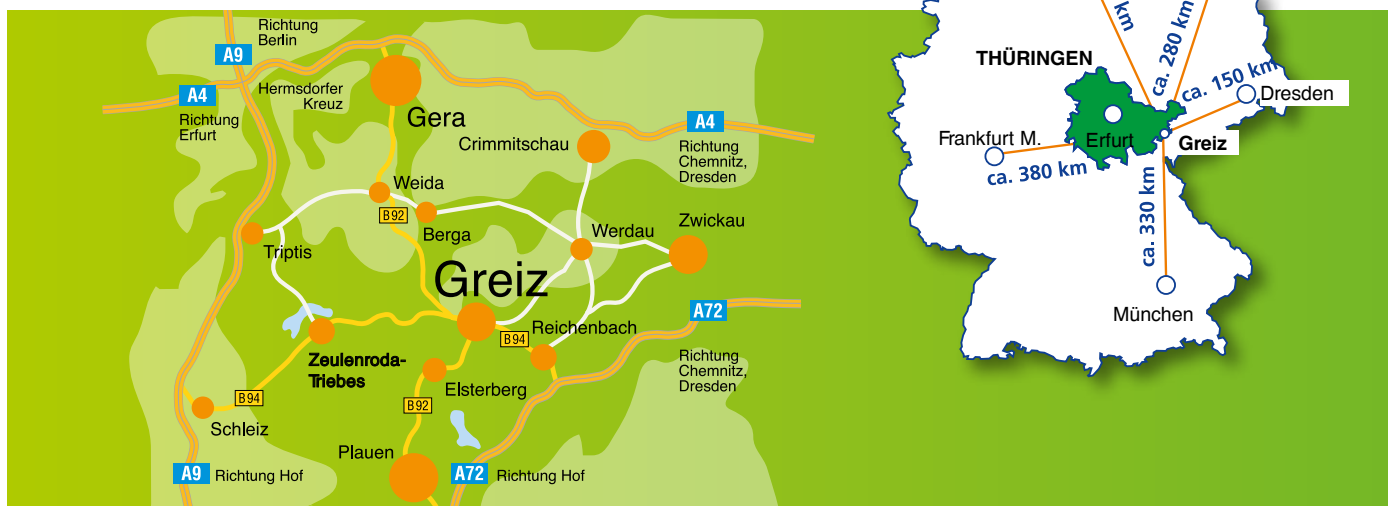 Richtung
Berlin
A9
A4
Richtung
Erfurt
Hermsdorfer
Kreuz
Gera
Crimmitschau
A4
Richtung
Chemnitz,
Dresden
Weida
B92
Berga
Triptis
Werdau
Zwickau
Greiz
A72
Richtung
Chemnitz,
Dresden
Reichenbach
B94
Zeulenroda-
Triebes
Elsterberg
B94
B92
Schleiz
Plauen
A9 Richtung Hof
A72 Richtung Hof
km
ca. 280 km
THÜRINGEN
ca. 150 km
Dresden
Erfurt
Greiz
Frankfurt M.
ca. 380 km
ca. 330 km
München